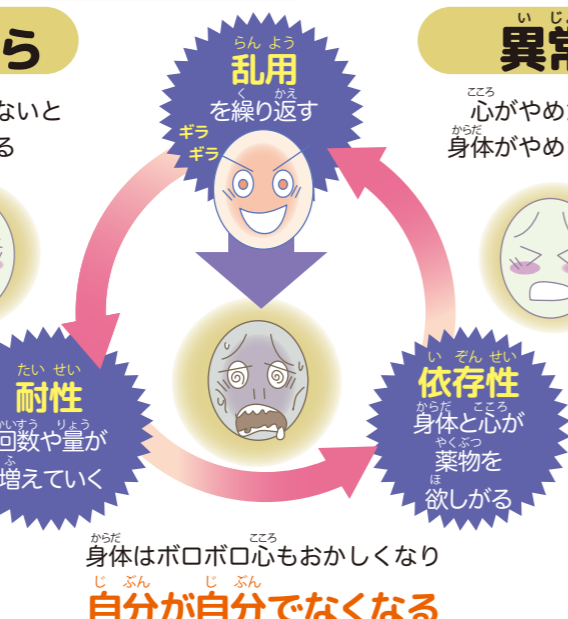 ら
異常
ないと
る
乱用
らん よう
を繰り返す
く かえ
ギラ
ギラ
こころ
心がやめ
からだ
身体がやめ
たい せい
耐性
かいすう りょう
回数や量が
ふ
増えていく
い ぞん せい
依存性
からだ こころ
身体と心が
やくぶつ
薬物を
ほ
欲しがる
からだ こころ
身体はボロボロ心もおかしくなり
じ ぶん じ ぶん
自分が自分でなくなる